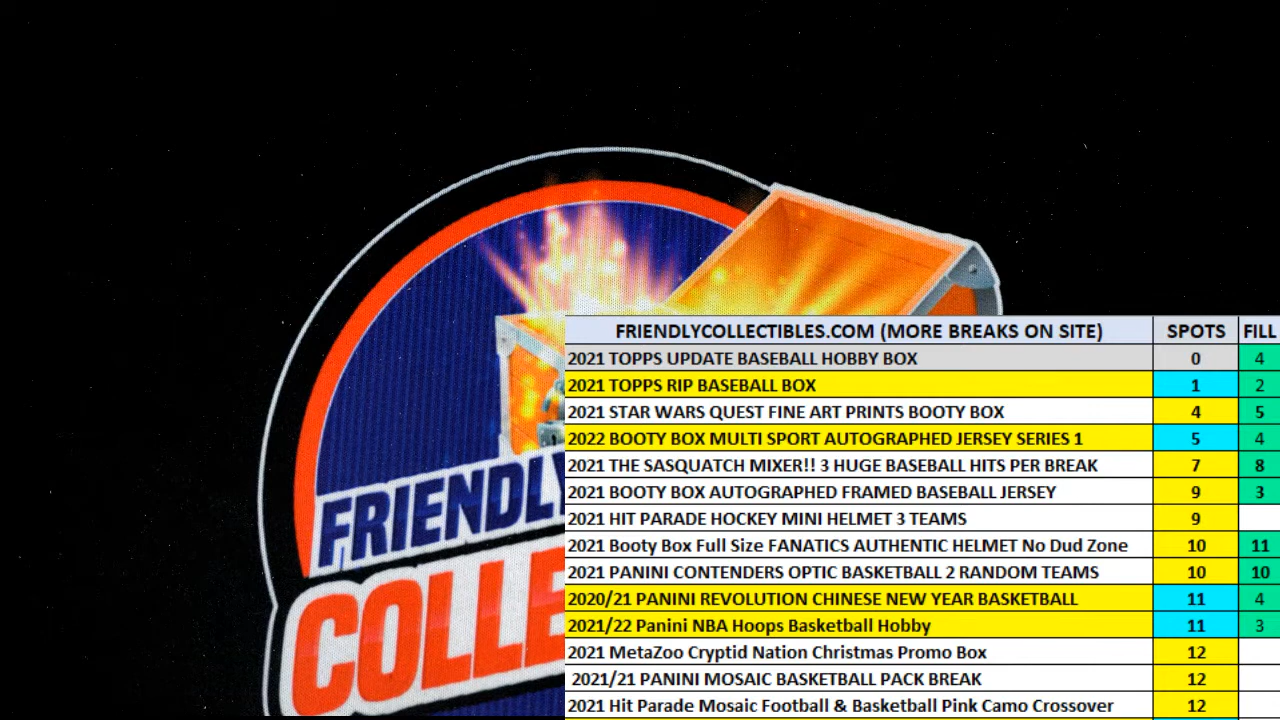 FRIENDLY
COLLE
FRIENDLYCOLLECTIBLES.COM (MORE BREAKS ON SITE) SPOTS FILL
2021 TOPPS UPDATE BASEBALL HOBBY BOX 0 4
2021 TOPPS RIP BASEBALL BOX 1 2
2021 STAR WARS QUEST FINE ART PRINTS BOOTY BOX 4 5
2022 BOOTY BOX MULTI SPORT AUTOGRAPHED JERSEY SERIES 1 5 4
2021 THE SASQUATCH MIXER!! 3 HUGE BASEBALL HITS PER BREAK 7 8
2021 BOOTY BOX AUTOGRAPHED FRAMED BASEBALL JERSEY 9 3
2021 HIT PARADE HOCKEY MINI HELMET 3 TEAMS 9
2021 Booty Box Full Size FANATICS AUTHENTIC HELMET No Dud Zone 10 11
2021 PANINI CONTENDERS OPTIC BASKETBALL 2 RANDOM TEAMS 10 10
2020/21 PANINI REVOLUTION CHINESE NEW YEAR BASKETBALL 11 4
2021/22 Panini NBA Hoops Basketball Hobby 11 3
2021 MetaZoo Cryptid Nation Christmas Promo Box 12
2021/21 PANINI MOSAIC BASKETBALL PACK BREAK 12
2021 Hit Parade Mosaic Football & Basketball Pink Camo Crossover 12